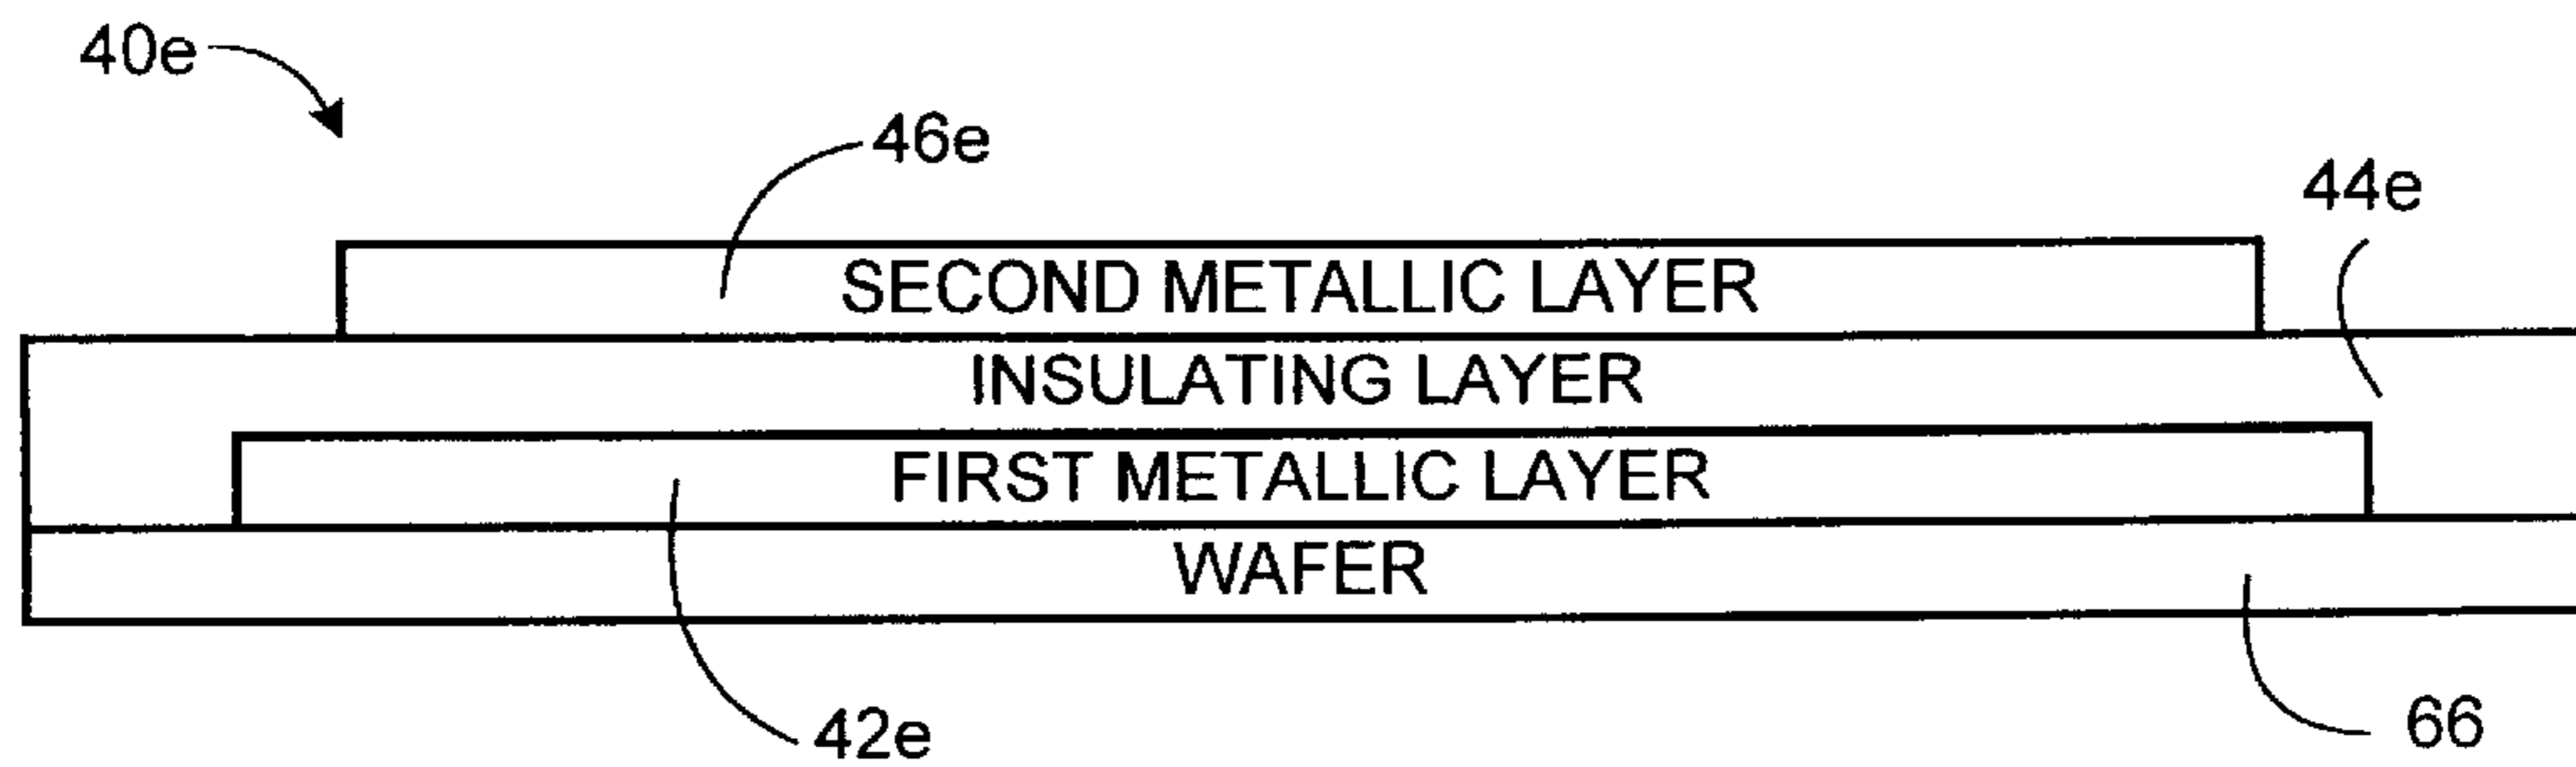 40e
46e
44e
SECOND METALLIC LAYER
INSULATING LAYER
FIRST METALLIC LAYER
WAFER
42e
66